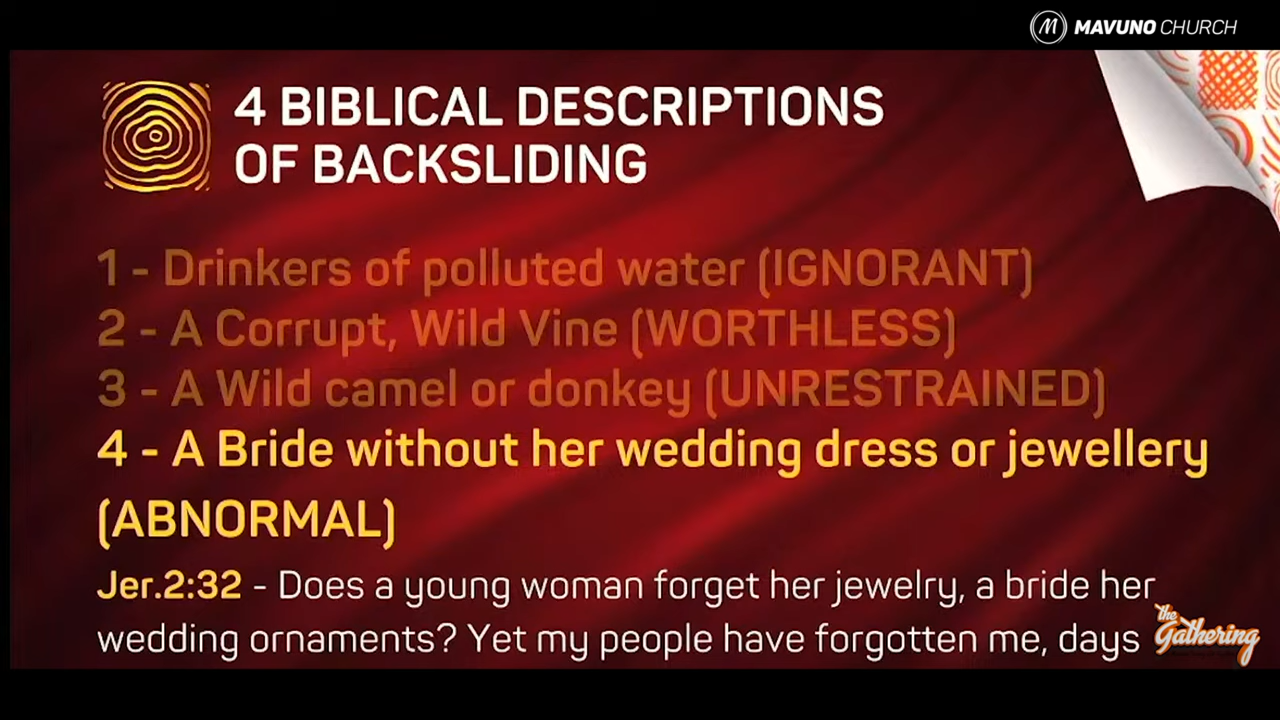 MAVUNO CHURCH
4 BIBLICAL DESCRIPTIONS
OF BACKSLIDING
1 - Drinkers of polluted water (IGNORANT)
2 - A Corrupt, Wild Vine (WORTHLESS)
3 - A Wild camel or donkey (UNRESTRAINED)
4 - A Bride without her wedding dress or jewellery
(ABNORMAL)
Jer.2:32 - Does a young woman forget her jewelry, a bride her
wedding ornaments? Yet my people have forgotten me, days
the
Gathering